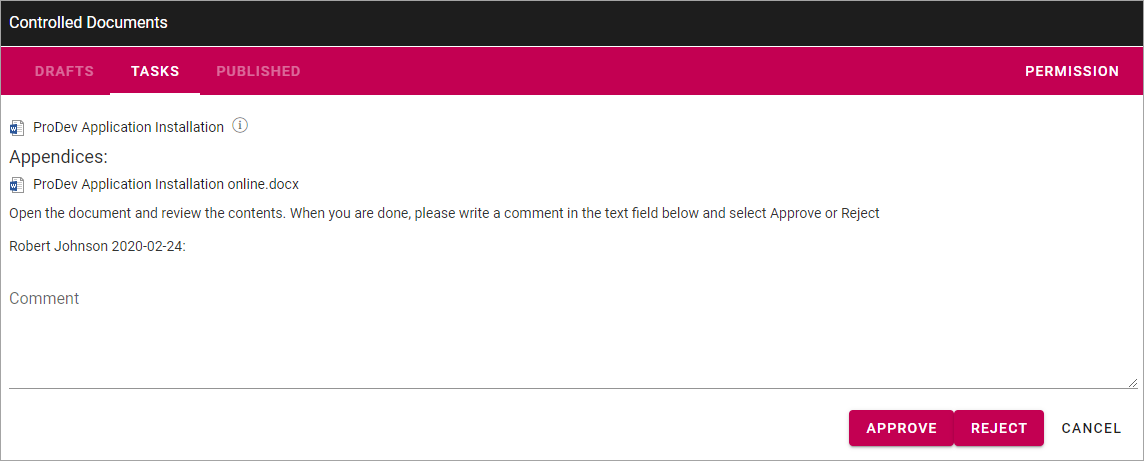 Controlled Documents
DRAFTS TASKS PUBLISHED PERMISSION
ProDev Application Installation
Appendices:
ProDev Application Installation online.docx
Open the document and review the contents. When you are done, please write a comment in the text field below and select Approve or Reject
Robert Johnson 2020-02-24:
Comment
APPROVE REJECT CANCEL